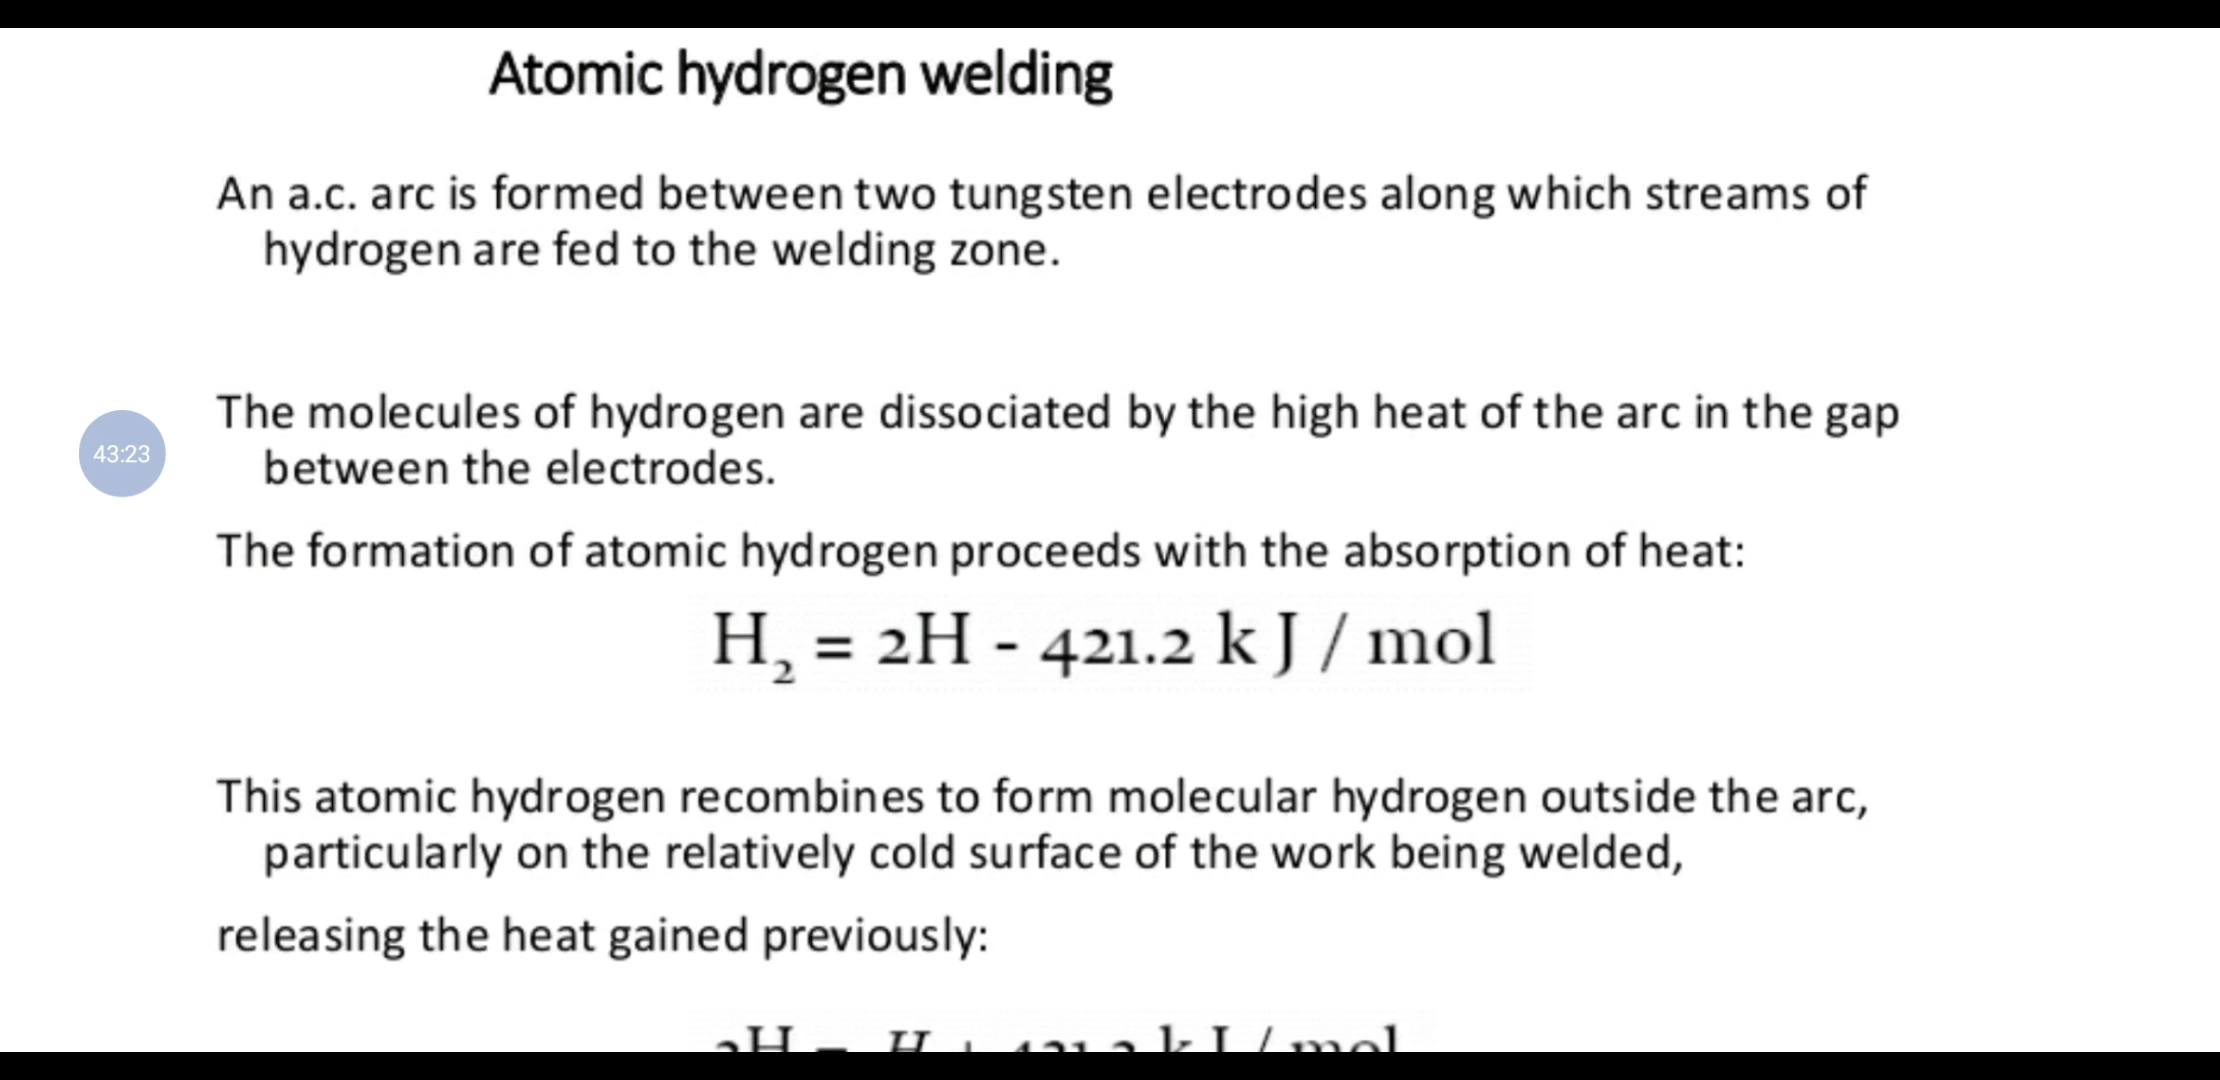 Atomic hydrogen welding
An a.c. arc is formed between two tungsten electrodes along which streams of
hydrogen are fed to the welding zone.
The molecules of hydrogen are dissociated by the high heat of the arc in the gap
between the electrodes.
43:23
The formation of atomic hydrogen proceeds with the absorption of heat:
H₂ = 2H - 421.2 k J / mol
This atomic hydrogen recombines to form molecular hydrogen outside the arc,
particularly on the relatively cold surface of the work being welded,
releasing the heat gained previously: